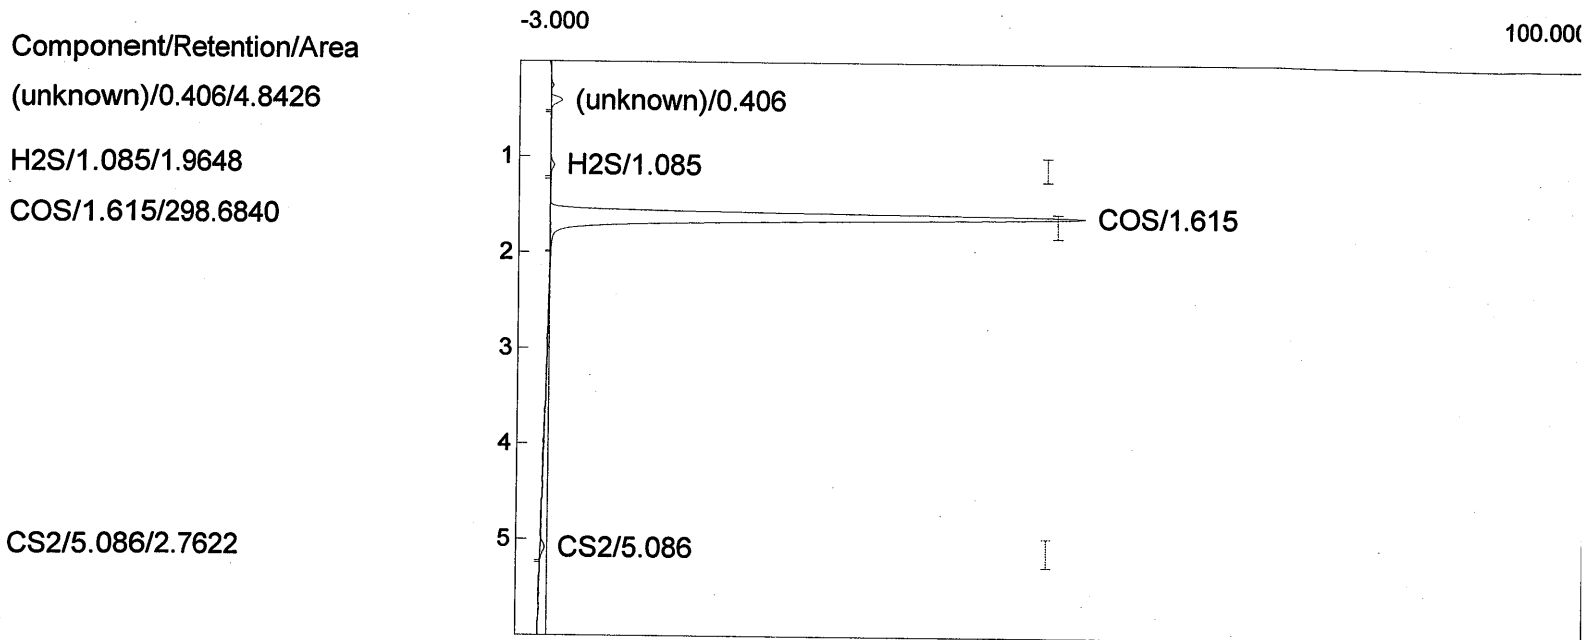 -3.000
100.000
Component/Retention/Area
(unknown)/0.406/4.8426
(unknown)/0.406
H2S/1.085/1.9648
1
H2S/1.085
COS/1.615/298.6840
COS/1.615
2
3
4
CS2/5.086/2.7622
5
CS2/5.086